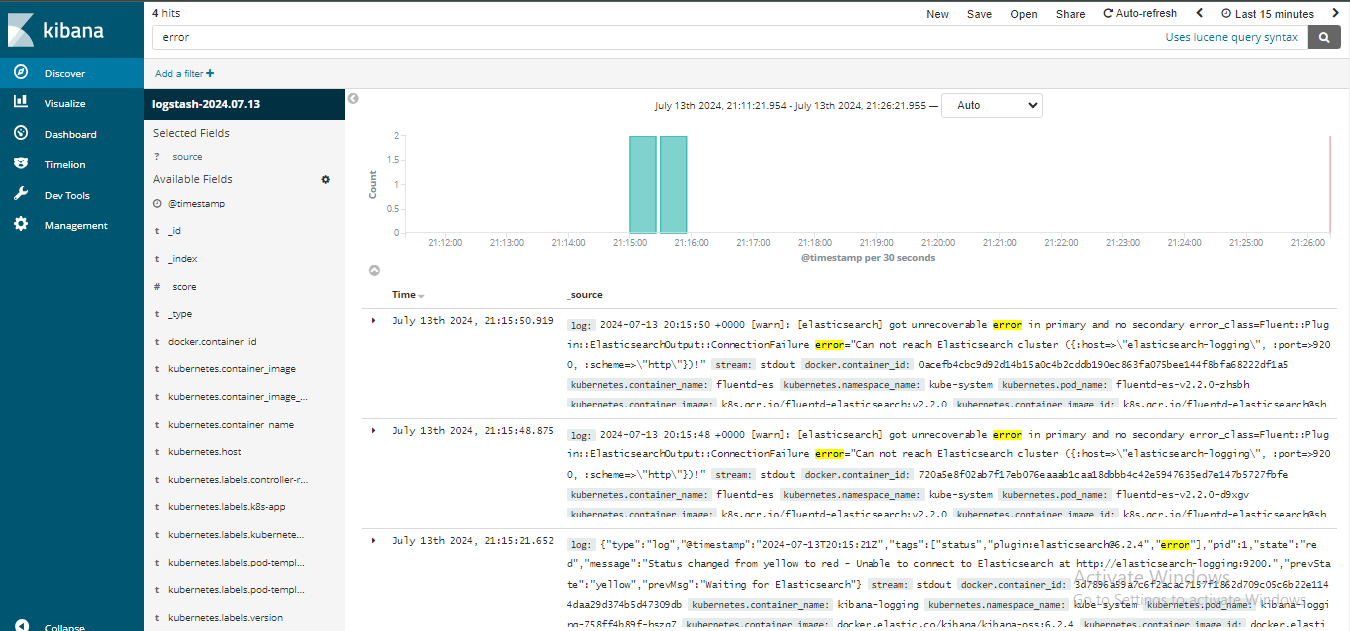 kibana
Discover
Visualize
Dashboard
Timelion
Dev Tools
Management
Collapse
4 hits
New Save Open Share Auto-refresh Last 15 minutes
error
Uses lucene query syntax
Add a filter +
logstash-2024.07.13
Selected Fields
? source
Available Fields
@timestamp
t _id
t _index
# score
t _type
t docker.container id
t kubernetes.container_image
t kubernetes.container_image_...
t kubernetes.container name
t kubernetes.host
t kubernetes.labels.controller-r...
t kubernetes.labels.k8s-app
t kubernetes.labels.kubernete...
t kubernetes.labels.pod-templ...
t kubernetes.labels.pod-templ...
t kubernetes.labels.version
July 13th 2024, 21:11:21.954 - July 13th 2024, 21:26:21.955 — Auto
Count
2
1.5
1
0.5
0
21:12:00 21:13:00 21:14:00 21:15:00 21:16:00 21:17:00 21:18:00 21:19:00 21:20:00 21:21:00 21:22:00 21:23:00 21:24:00 21:25:00 21:26:00
@timestamp per 30 seconds
Time _source
July 13th 2024, 21:15:50.919
log: 2024-07-13 20:15:50 +0000 [warn]: [elasticsearch] got unrecoverable error in primary and no secondary error_class=Fluent::Plug
in::ElasticsearchOutput::ConnectionFailure error="Can not reach Elasticsearch cluster ({:host=>\"elasticsearch-logging\", :port=>920
0, :scheme=>\"http\"})!" stream: stdout docker.container_id: 0acefb4cbc9d92d14b15a0c4b2cddb190ec863fa075bee144f8bfa68222df1a5
kubernetes.container_name: fluentd-es kubernetes.namespace_name: kube-system kubernetes.pod_name: fluentd-es-v2.2.0-zhsbh
kubernetes.container_image: k8s.gcr.io/fluentd-elasticsearch:v2.2.0 kubernetes.container_image_id: k8s.gcr.io/fluentd-elasticsearch@sh
July 13th 2024, 21:15:48.875
log: 2024-07-13 20:15:48 +0000 [warn]: [elasticsearch] got unrecoverable error in primary and no secondary error_class=Fluent::Plug
in::ElasticsearchOutput::ConnectionFailure error="Can not reach Elasticsearch cluster ({:host=>\"elasticsearch-logging\", :port=>920
0, :scheme=>\"http\"})!" stream: stdout docker.container_id: 720a5e8f02ab7f17eb076eaaab1caa18dbbb4c42e5947635ed7e147b5727fbfe
kubernetes.container_name: fluentd-es kubernetes.namespace_name: kube-system kubernetes.pod_name: fluentd-es-v2.2.0-d9xgv
kubernetes.container_image: k8s.gcr.io/fluentd-elasticsearch:v2.2.0 kubernetes.container_image_id: k8s.gcr.io/fluentd-elasticsearch@sh
July 13th 2024, 21:15:21.652
log: {"type":"log","@timestamp":"2024-07-13T20:15:21Z","tags":["status","plugin:elasticsearch@6.2.4","error"],"pid":1,"state":"re
d","message":"Status changed from yellow to red - Unable to connect to Elasticsearch at http://elasticsearch-logging:9200.","prevSta
te":"yellow","prevMsg":"Waiting for Elasticsearch"} stream: stdout docker.container_id:
4daa29d374b5d47309db kubernetes.container_name: kibana-logging kubernetes.namespace_name: kube-system kubernetes.pod_name: kibana-loggi
kubernetes.container_image: docker.elastic.co/kibana/kibana-oss:6.2.4 kubernetes.container_image_id: docker.elasti
Activate Windows
Go to Settings to activate Windows.